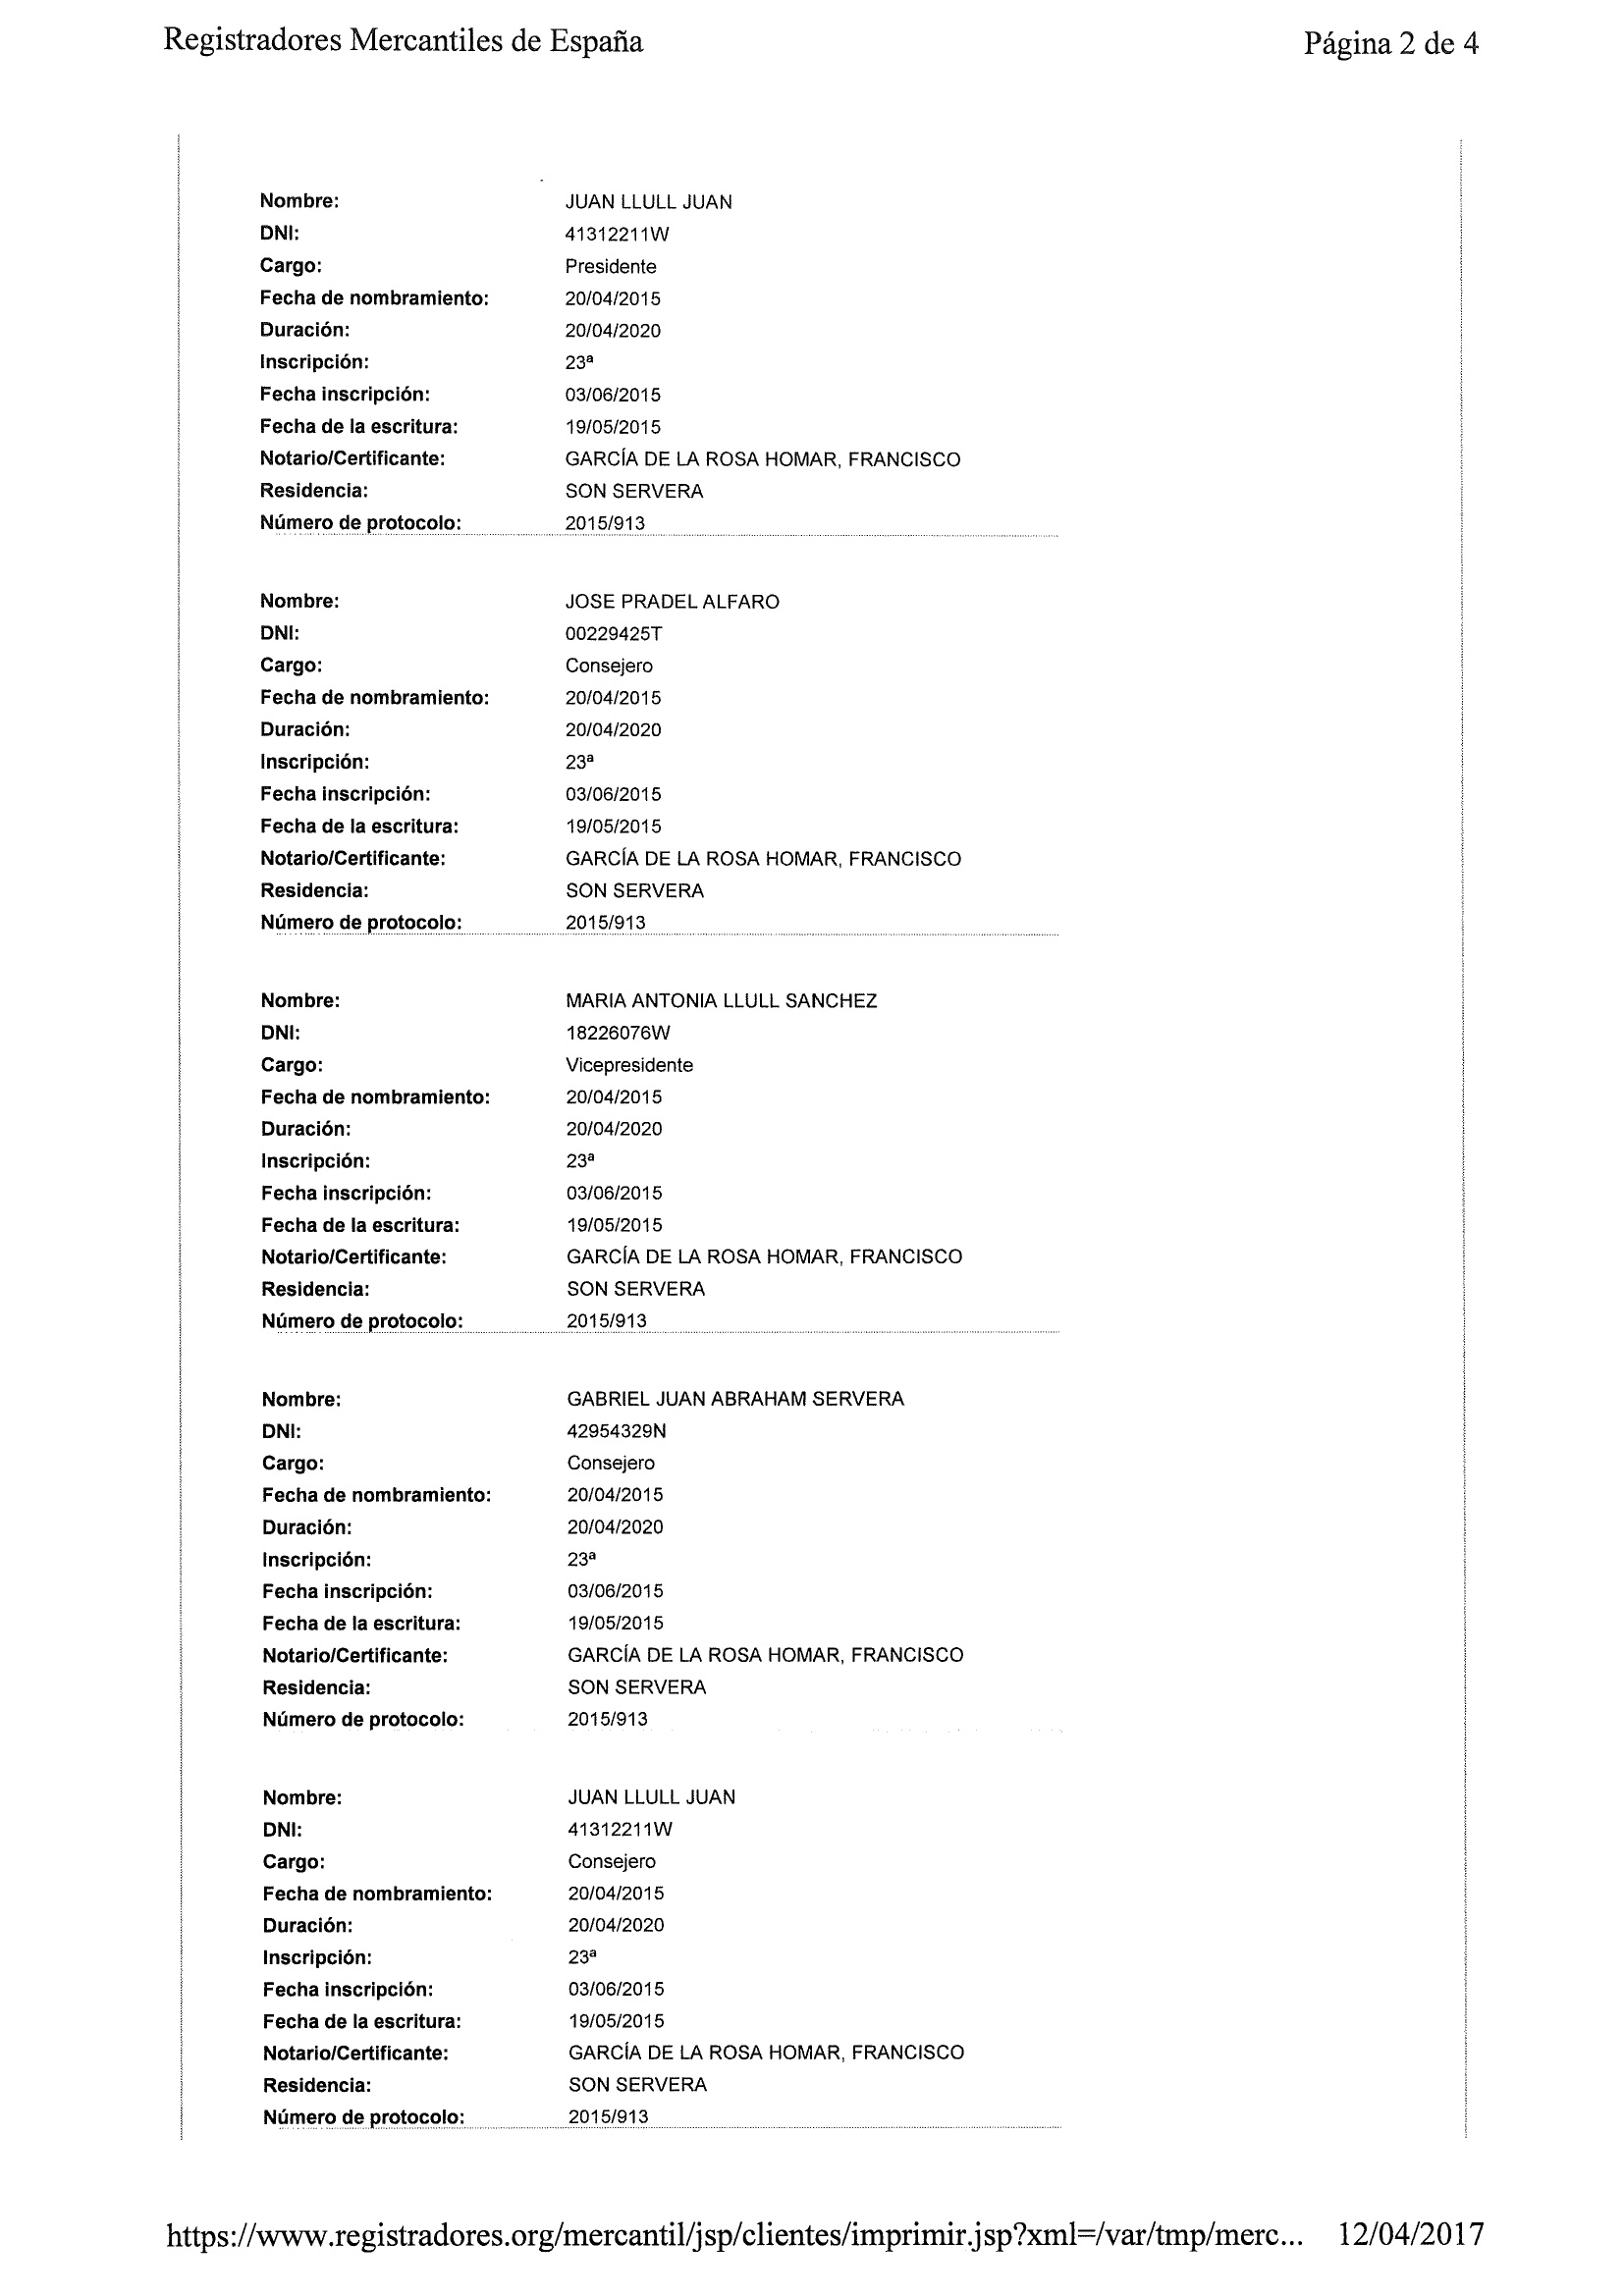 Registradores Mercantiles de España Página 2 de 4
Nombre: JUAN LLULL JUAN
DNI: 41312211W
Cargo: Presidente
Fecha de nombramiento: 20/04/2015
Duración: 20/04/2020
Inscripción: 23ª
Fecha inscripción: 03/06/2015
Fecha de la escritura: 19/05/2015
Notario/Certificante: GARCÍA DE LA ROSA HOMAR, FRANCISCO
Residencia: SON SERVERA
Número de protocolo: 2015/913
Nombre: JOSE PRADEL ALFARO
DNI: 00229425T
Cargo: Consejero
Fecha de nombramiento: 20/04/2015
Duración: 20/04/2020
Inscripción: 23ª
Fecha inscripción: 03/06/2015
Fecha de la escritura: 19/05/2015
Notario/Certificante: GARCÍA DE LA ROSA HOMAR, FRANCISCO
Residencia: SON SERVERA
Número de protocolo: 2015/913
Nombre: MARIA ANTONIA LLULL SANCHEZ
DNI: 18226076W
Cargo: Vicepresidente
Fecha de nombramiento: 20/04/2015
Duración: 20/04/2020
Inscripción: 23ª
Fecha inscripción: 03/06/2015
Fecha de la escritura: 19/05/2015
Notario/Certificante: GARCÍA DE LA ROSA HOMAR, FRANCISCO
Residencia: SON SERVERA
Número de protocolo: 2015/913
Nombre: GABRIEL JUAN ABRAHAM SERVERA
DNI: 42954329N
Cargo: Consejero
Fecha de nombramiento: 20/04/2015
Duración: 20/04/2020
Inscripción: 23ª
Fecha inscripción: 03/06/2015
Fecha de la escritura: 19/05/2015
Notario/Certificante: GARCÍA DE LA ROSA HOMAR, FRANCISCO
Residencia: SON SERVERA
Número de protocolo: 2015/913
Nombre: JUAN LLULL JUAN
DNI: 41312211W
Cargo: Consejero
Fecha de nombramiento: 20/04/2015
Duración: 20/04/2020
Inscripción: 23ª
Fecha inscripción: 03/06/2015
Fecha de la escritura: 19/05/2015
Notario/Certificante: GARCÍA DE LA ROSA HOMAR, FRANCISCO
Residencia: SON SERVERA
Número de protocolo: 2015/913
https://www.registradores.org/mercantil/jsp/clientes/imprimir.jsp?xml=/var/tmp/merc... 12/04/2017